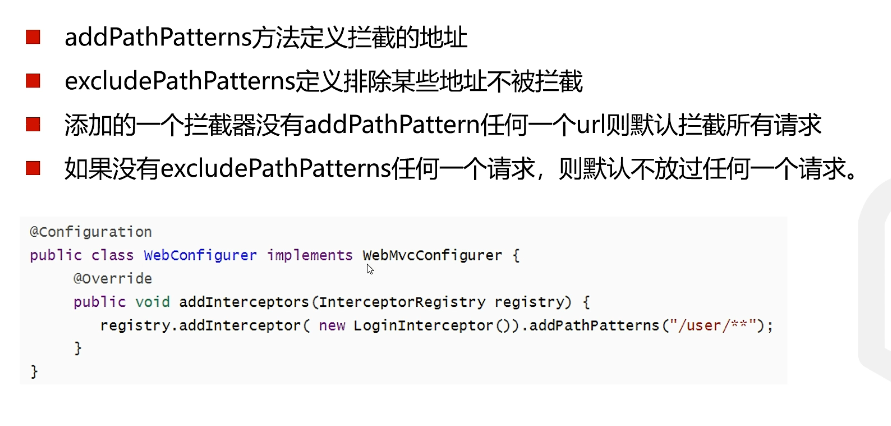 addPathPatterns方法定义拦截的地址
excludePathPatterns定义排除某些地址不被拦截
添加的一个拦截器没有addPathPattern任何一个url则默认拦截所有请求
如果没有excludePathPatterns任何一个请求，则默认不放过任何一个请求。
@Configuration
public class WebConfigurer implements WebMvcConfigurer {
@Override
public void addInterceptors(InterceptorRegistry registry) {
registry.addInterceptor( new LoginInterceptor()).addPathPatterns("/user/**");
}
}